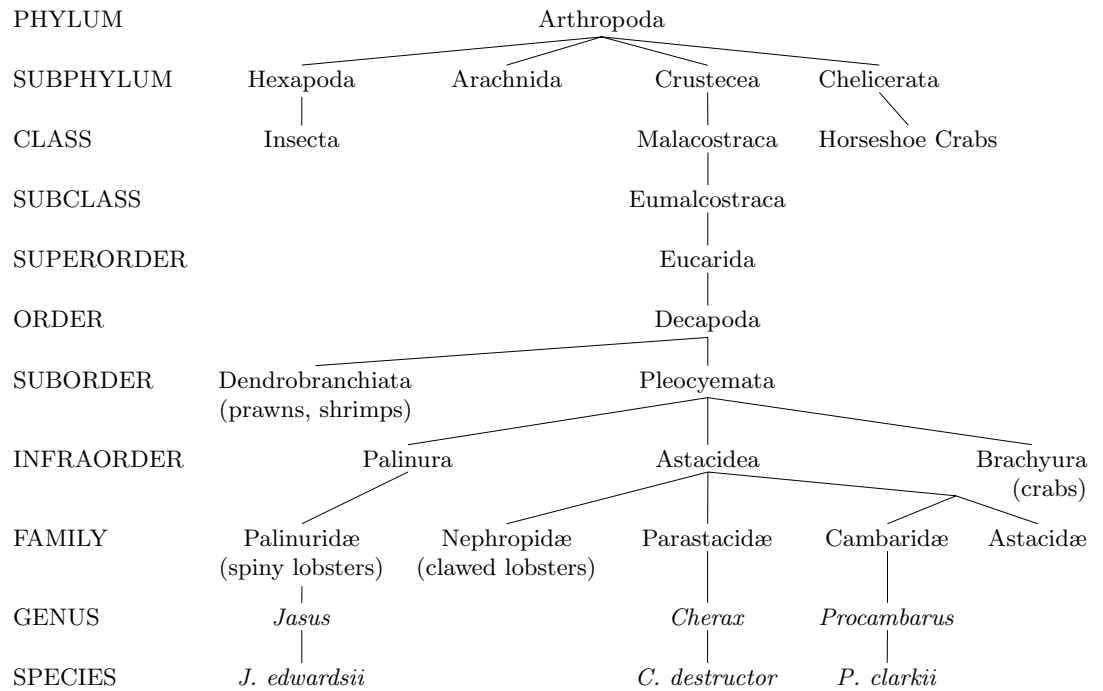 PHYLUM Arthropoda
SUBPHYLUM Hexapoda Arachnida Crustecea Chelicerata
CLASS Insecta Malacostraca Horseshoe Crabs
SUBCLASS Eumalcostraca
SUPERORDER Eucarida
ORDER Decapoda
SUBORDER Dendrobranchiata Pleocyemata
(prawns, shrimps)
INFRAORDER Palinura Astacidea Brachyura
(crabs)
FAMILY Palinuridæ Nephropidæ Parastacidæ Cambaridæ Astacidæ
(spiny lobsters) (clawed lobsters)
GENUS Jasus Cherax Procambarus
SPECIES J. edwardsii C. destructor P. clarkii